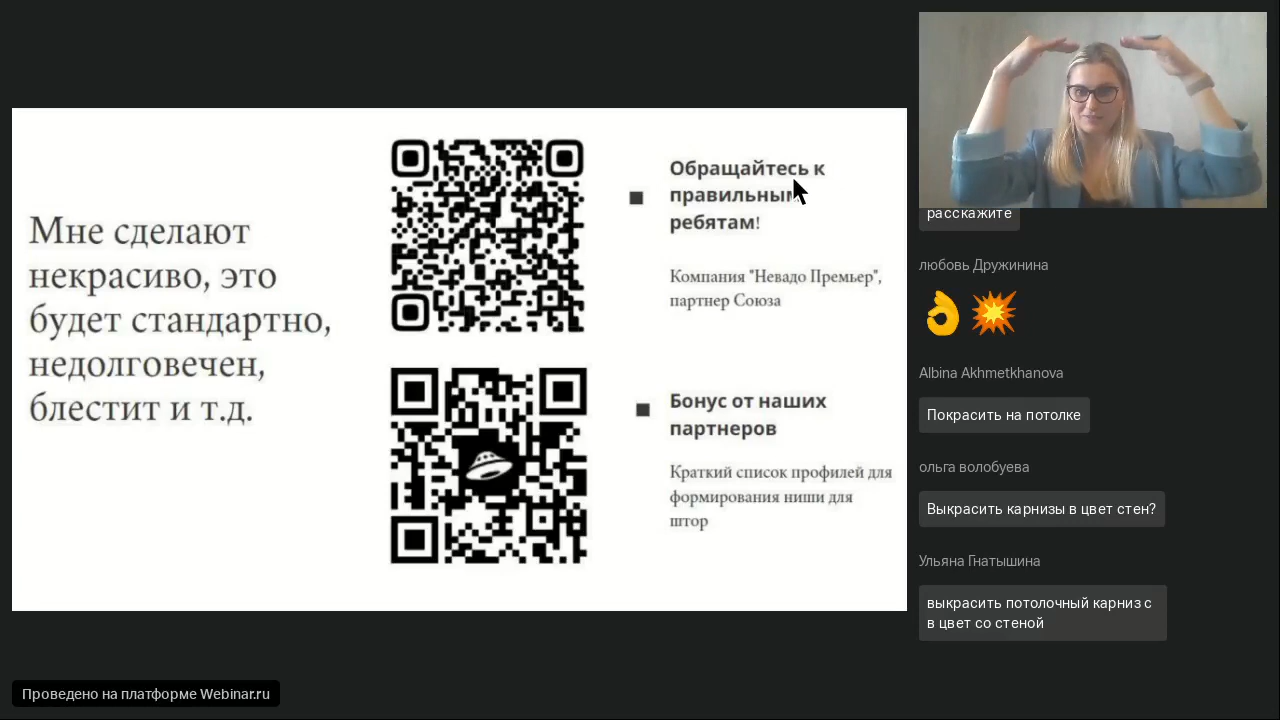 Мне сделают
некрасиво, это
будет стандартно,
недолговечен,
блестит и т.д.
Обращайтесь к
правильным
ребятам!
Компания "Невадо Премьер",
партнер Союза
Бонус от наших
партнеров
Краткий список профилей для
формирования ниши для
штор
расскажите
любовь Дружинина
Albina Akhmetkhanova
Покрасить на потолке
ольга волобуева
Выкрасить карнизы в цвет стен?
Ульяна Гнатышина
выкрасить потолочный карниз с
в цвет со стеной
Проведено на платформе Webinar.ru